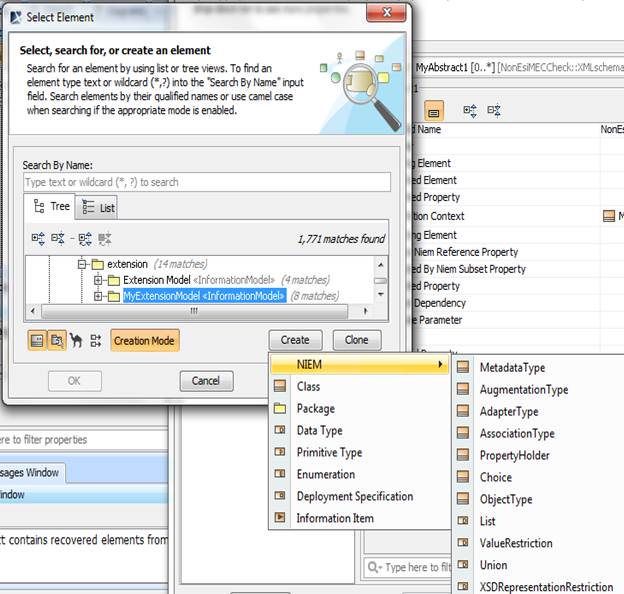 Select Element
Select, search for, or create an element
Search for an element by using list or tree views. To find an
element type text or wildcard (*,?) into the "Search By Name" input
field. Search elements by their qualified names or use camel case
when searching if the appropriate mode is enabled.
Search By Name:
Type text or wildcard (*, ?) to search
Tree
List
1,771 matches found
extension (14 matches)
Extension Model «InformationModel» (4 matches)
MyExtensionModel «InformationModel» (8 matches)
Creation Mode
Create
Clone
OK
Cancel
NIEM
Class
Package
Data Type
Primitive Type
Enumeration
Deployment Specification
Information Item
MetadataType
AugmentationType
AdapterType
AssociationType
PropertyHolder
Choice
ObjectType
List
ValueRestriction
Union
XSDRepresentationRestriction
MyAbstract1 [0..*] [NonEsiMECCheck::XMLschema
d Name
NonEs
ng Element
ed Element
ed Property
tion Context
M
ng Element
Niem Reference Property
ed By Niem Subset Property
Dependency
e Parameter
ere to filter properties
sages Window
indow
ct contains recovered elements from
Type here to filt